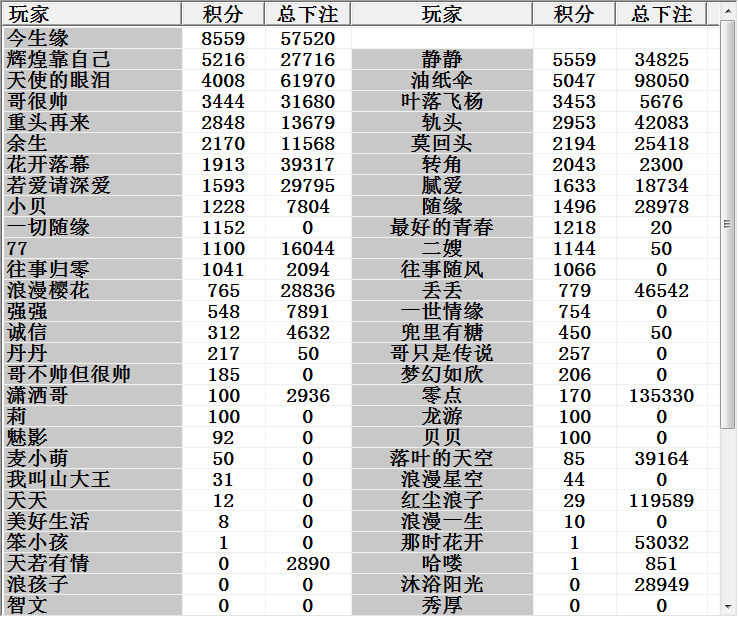 玩家 积分 总下注 玩家 积分 总下注
今生缘 8559 57520
辉煌靠自己 5216 27716 静静 5559 34825
天使的眼泪 4008 61970 油纸伞 5047 98050
哥很帅 3444 31680 叶落飞杨 3453 5676
重头再来 2848 13679 轨头 2953 42083
余生 2170 11568 莫回头 2194 25418
花开落幕 1913 39317 转角 2043 2300
若爱请深爱 1593 29795 腻爱 1633 18734
小贝 1228 7804 随缘 1496 28978
一切随缘 1152 0 最好的青春 1218 20
77 1100 16044 二嫂 1144 50
往事归零 1041 2094 往事随风 1066 0
浪漫樱花 765 28836 丢丢 779 46542
强强 548 7891 一世情缘 754 0
诚信 312 4632 兜里有糖 450 50
丹丹 217 50 哥只是传说 257 0
哥不帅但很帅 185 0 梦幻如欣 206 0
潇洒哥 100 2936 零点 170 135330
莉 100 0 龙游 100 0
魅影 92 0 贝贝 100 0
麦小萌 50 0 落叶的天空 85 39164
我叫山大王 31 0 浪漫星空 44 0
天天 12 0 红尘浪子 29 119589
美好生活 8 0 浪漫一生 10 0
笨小孩 1 0 那时花开 1 53032
天若有情 0 2890 哈喽 1 851
浪孩子 0 0 沐浴阳光 0 28949
智文 0 0 秀厚 0 0